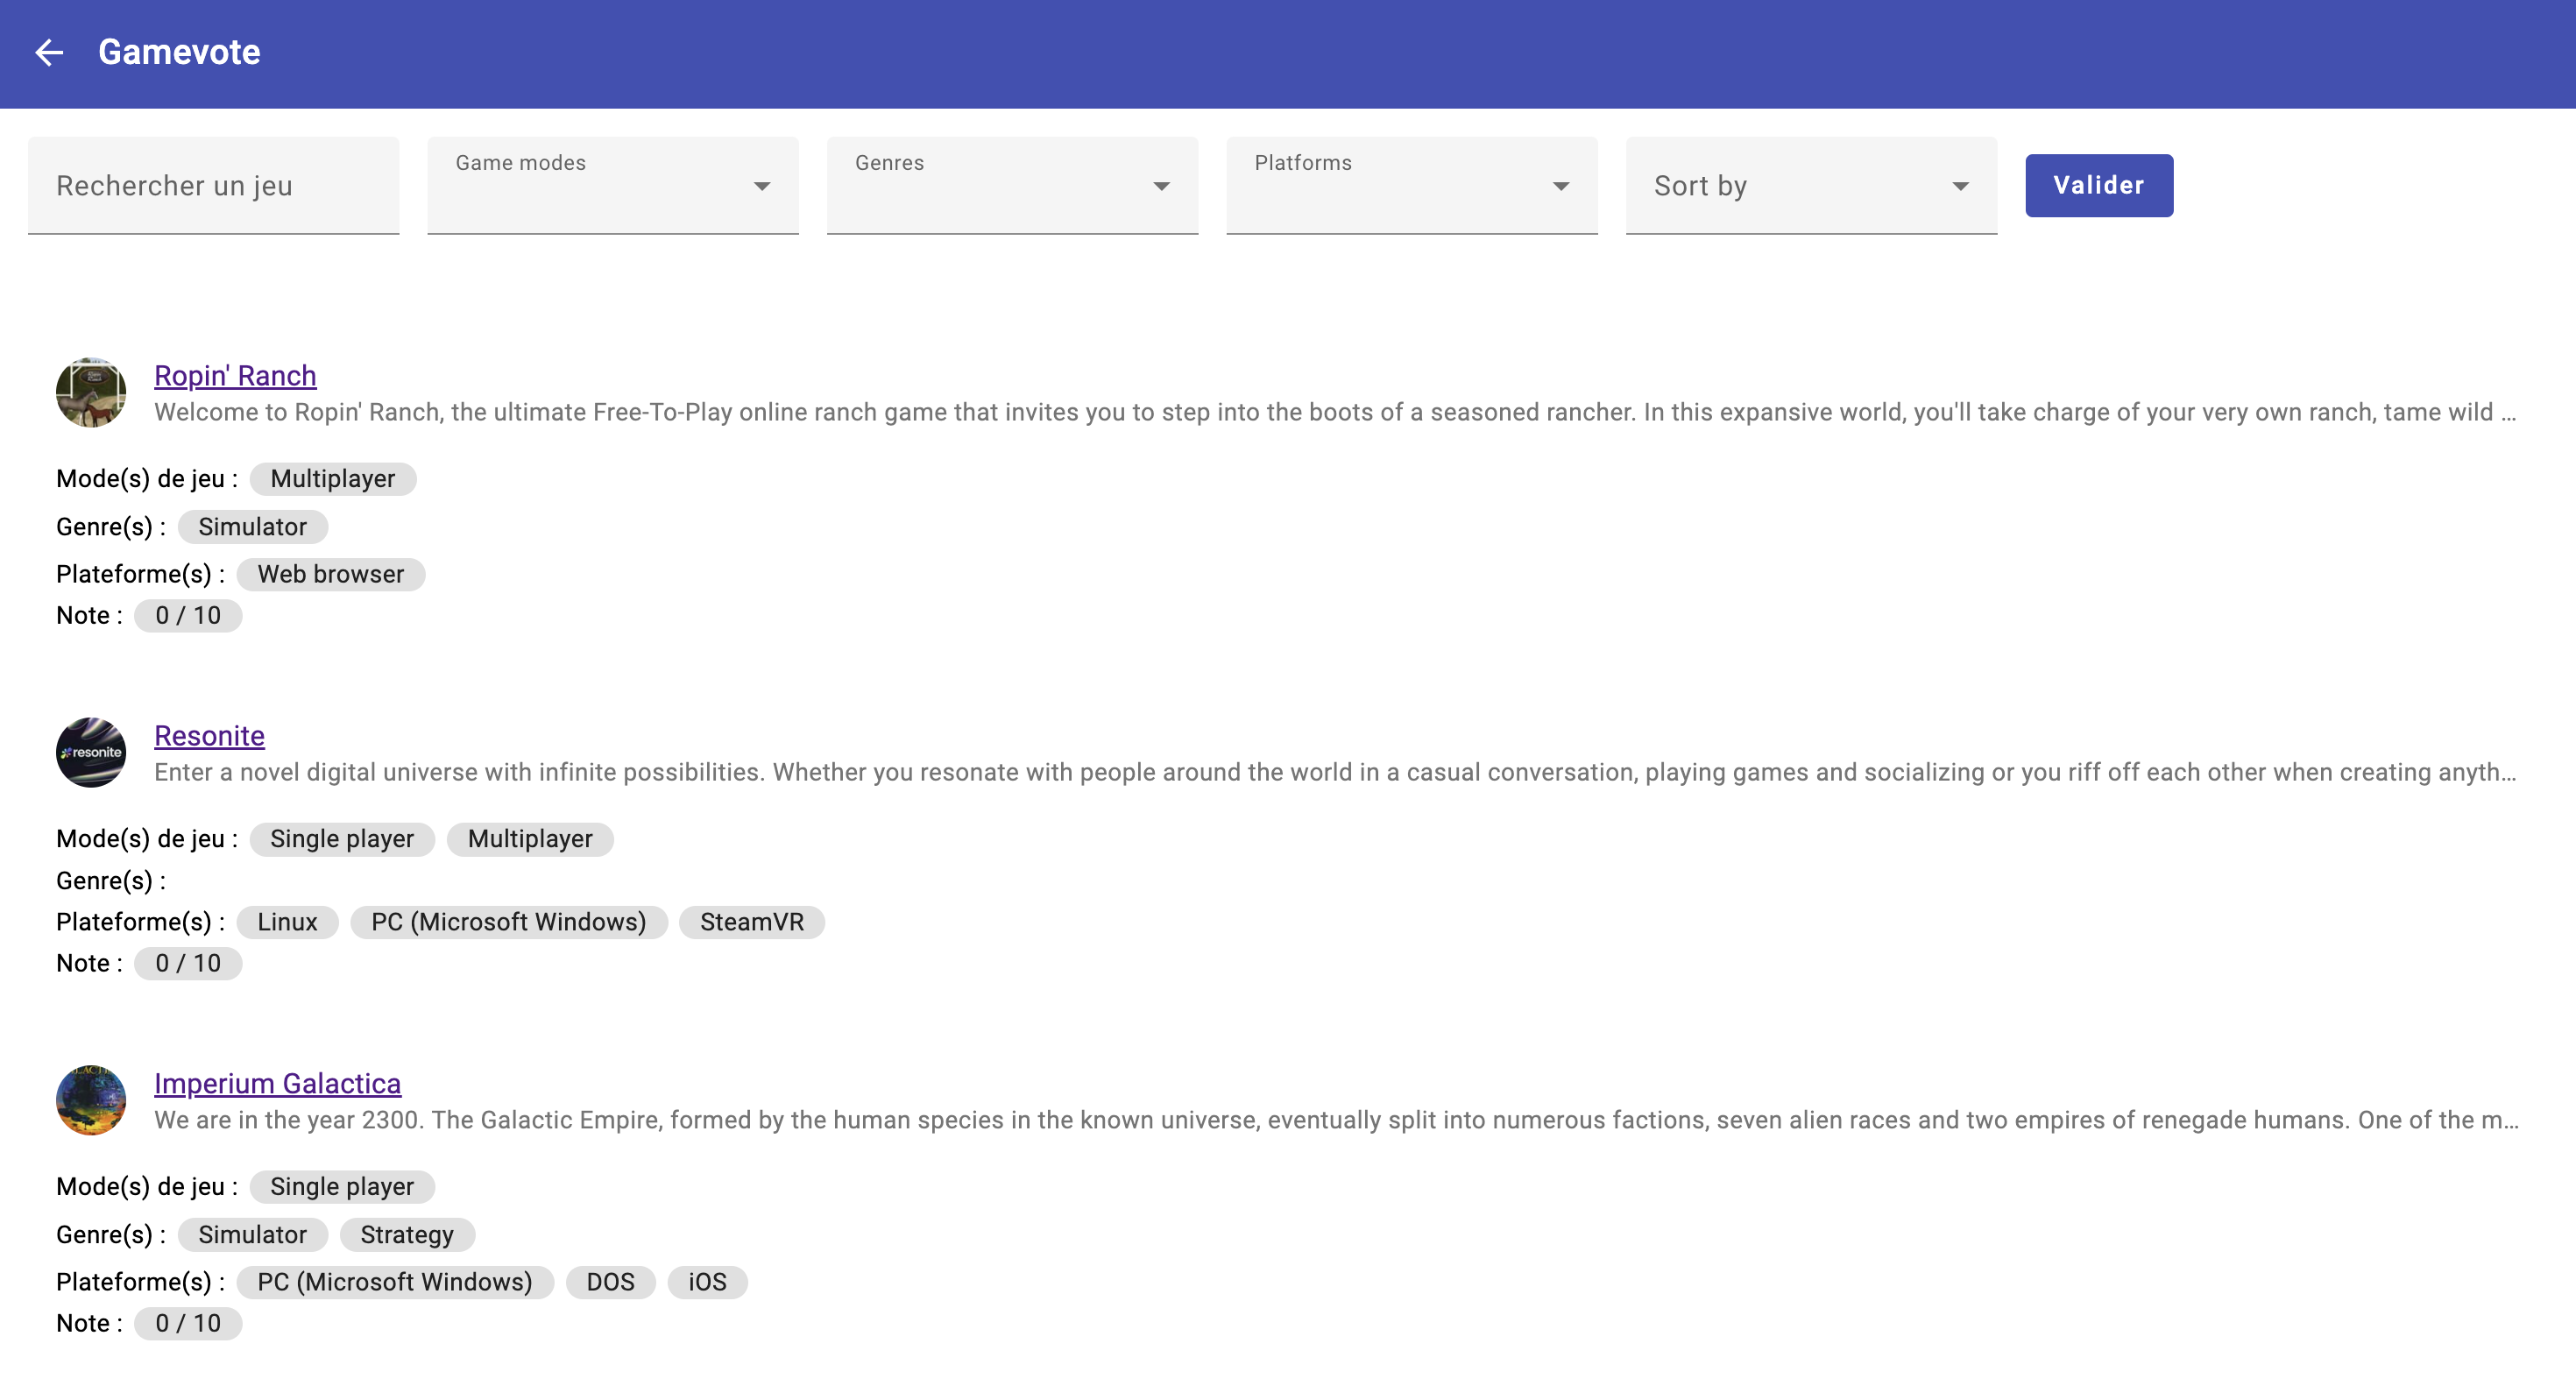 Gamevote
Rechercher un jeu
Game modes
Genres
Platforms
Sort by
Valider
Ropin' Ranch
Welcome to Ropin' Ranch, the ultimate Free-To-Play online ranch game that invites you to step into the boots of a seasoned rancher. In this expansive world, you'll take charge of your very own ranch, tame wild ...
Mode(s) de jeu : Multiplayer
Genre(s) : Simulator
Plateforme(s) : Web browser
Note : 0 / 10
resonite
Resonite
Enter a novel digital universe with infinite possibilities. Whether you resonate with people around the world in a casual conversation, playing games and socializing or you riff off each other when creating anyth...
Mode(s) de jeu : Single player Multiplayer
Genre(s) :
Plateforme(s) : Linux PC (Microsoft Windows) SteamVR
Note : 0 / 10
Imperium Galactica
We are in the year 2300. The Galactic Empire, formed by the human species in the known universe, eventually split into numerous factions, seven alien races and two empires of renegade humans. One of the m...
Mode(s) de jeu : Single player
Genre(s) : Simulator Strategy
Plateforme(s) : PC (Microsoft Windows) DOS iOS
Note : 0 / 10